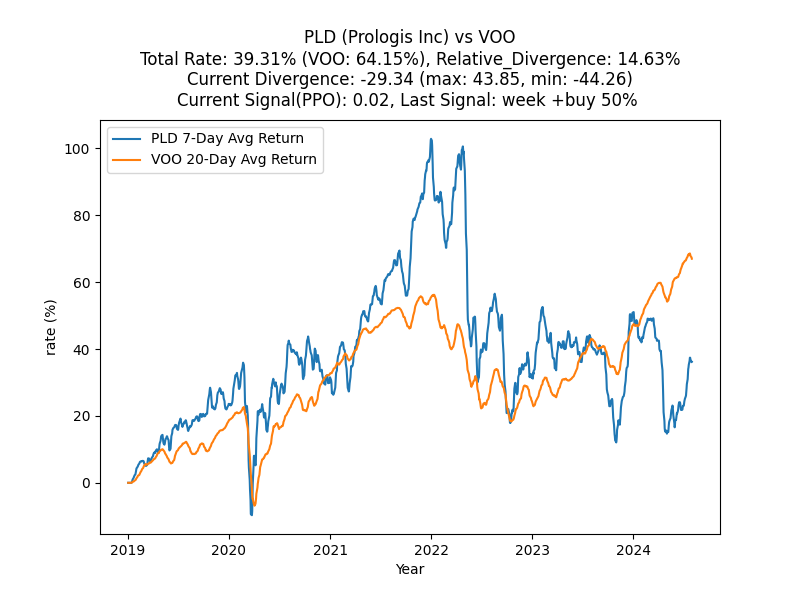 PLD (Prologis Inc) vs VOO
Total Rate: 39.31% (VOO: 64.15%), Relative_Divergence: 14.63%
Current Divergence: -29.34 (max: 43.85, min: -44.26)
Current Signal(PPO): 0.02, Last Signal: week +buy 50%
PLD 7-Day Avg Return
VOO 20-Day Avg Return
100
80
60
40
20
0
rate (%)
2019 2020 2021 2022 2023 2024
Year